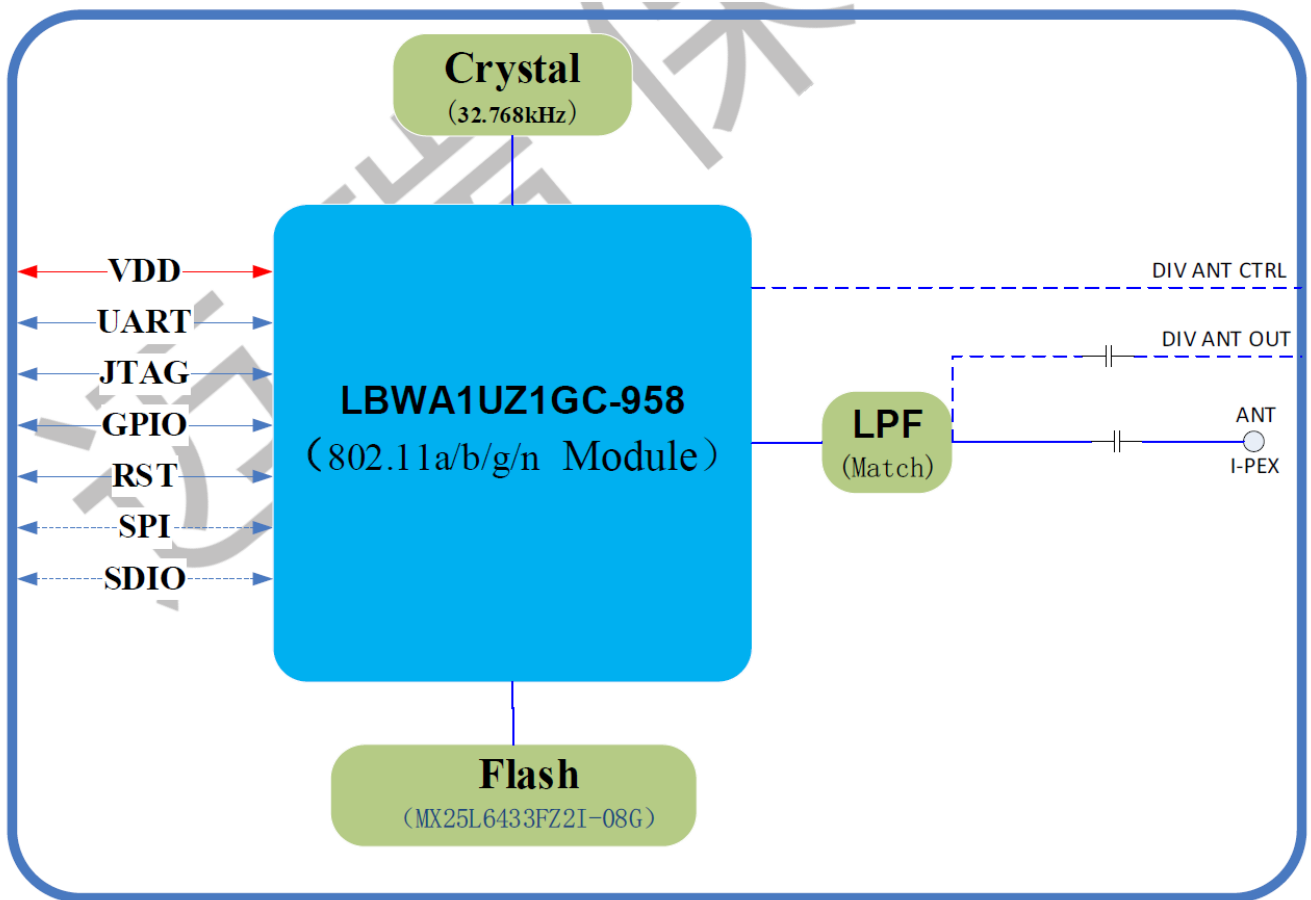 Crystal
（32.768kHz）
VDD
UART
JTAG
GPIO
RST
SPI
SDIO
LBWA1UZ1GC-958
（802.11a/b/g/n Module）
DIV ANT CTRL
DIV ANT OUT
LPF
(Match)
ANT
I-PEX
Flash
（MX25L6433FZ2I-08G）